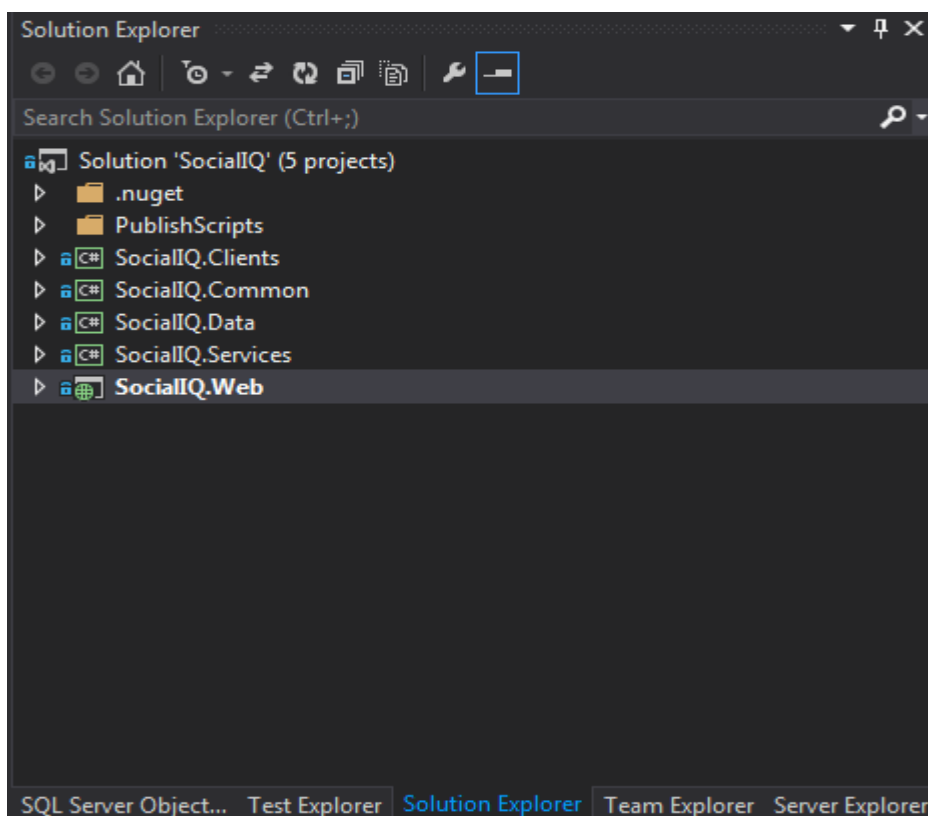 Solution Explorer
Search Solution Explorer (Ctrl+;)
Solution 'SocialIQ' (5 projects)
.nuget
PublishScripts
C# SocialIQ.Clients
C# SocialIQ.Common
C# SocialIQ.Data
C# SocialIQ.Services
SocialIQ.Web
SQL Server Object... Test Explorer Solution Explorer Team Explorer Server Explorer